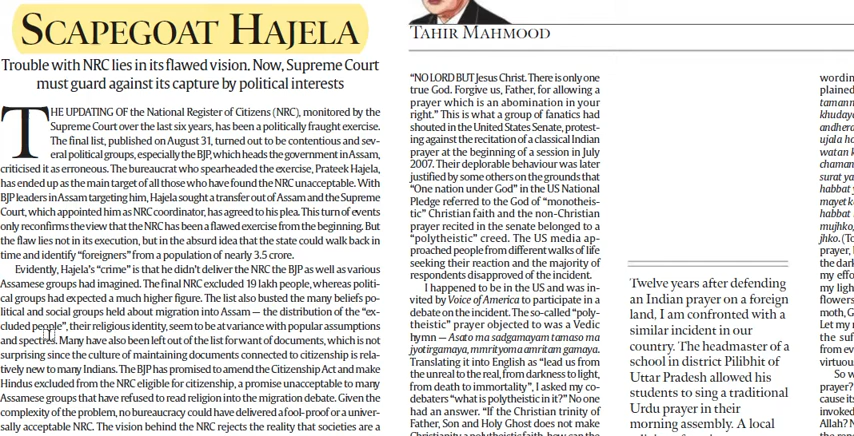 SCAPEGOAT HAJELA
Trouble with NRC lies in its flawed vision. Now, Supreme Court
must guard against its capture by political interests
THE UPDATING OF the National Register of Citizens (NRC), monitored by the
Supreme Court over the last six years, has been a politically fraught exercise.
The final list, published on August 31, turned out to be contentious and sev-
eral political groups, especially the BJP, which heads the government in Assam,
criticised it as erroneous. The bureaucrat who spearheaded the exercise, Prateek Hajela,
has ended up as the main target of all those who have found the NRC unacceptable. With
BJP leaders in Assam targeting him, Hajela sought a transfer out of Assam and the Supreme
Court, which appointed him as NRC coordinator, has agreed to his plea. This turn of events
only reconfirms the view that the NRC has been a flawed exercise from the beginning. But
the flaw lies not in its execution, but in the absurd idea that the state could walk back in
time and identify "foreigners" from a population of nearly 3.5 crore.
Evidently, Hajela's "crime" is that he didn't deliver the NRC the BJP as well as various
Assamese groups had imagined. The final NRC excluded 19 lakh people, whereas politi-
cal groups had expected a much higher figure. The list also busted the many beliefs po-
litical and social groups held about migration into Assam — the distribution of the "ex-
cluded people", their religious identity, seem to be at variance with popular assumptions
and spectres. Many have also been left out of the list for want of documents, which is not
surprising since the culture of maintaining documents connected to citizenship is rela-
tively new to many Indians. The BJP has promised to amend the Citizenship Act and make
Hindus excluded from the NRC eligible for citizenship, a promise unacceptable to many
Assamese groups that have refused to read religion into the migration debate. Given the
complexity of the problem, no bureaucracy could have delivered a fool-proof or a univer-
sally acceptable NRC. The vision behind the NRC rejects the reality that societies are a
TAHIR MAHMOOD
"NO LORD BUT Jesus Christ. There is only one
true God. Forgive us, Father, for allowing a
prayer which is an abomination in your
right." This is what a group of fanatics had
shouted in the United States Senate, protest-
ing against the recitation of a classical Indian
prayer at the beginning of a session in July
2007. Their deplorable behaviour was later
justified by some others on the grounds that
"One nation under God" in the US National
Pledge referred to the God of "monotheis-
tic" Christian faith and the non-Christian
prayer recited in the senate belonged to a
"polytheistic" creed. The US media ap-
proached people from different walks of life
seeking their reaction and the majority of
respondents disapproved of the incident.
I happened to be in the US and was in-
vited by Voice of America to participate in a
debate on the incident. The so-called "poly-
theistic" prayer objected to was a Vedic
hymn — Asato ma sadgamayam tamaso ma
jyotirgamaya, mmrityorma amritam gamaya.
Translating it into English as "lead us from
the unreal to the real, from darkness to light,
from death to immortality", I asked my co-
debaters "what is polytheistic in it?" No one
had an answer. "If the Christian trinity of
Father, Son and Holy Ghost does not make
Christianity a polytheistic faith, how can the
Twelve years after defending
an Indian prayer on a foreign
land, I am confronted with a
similar incident in our
country. The headmaster of a
school in district Pilibhit of
Uttar Pradesh allowed his
students to sing a traditional
Urdu prayer in their
morning assembly. A local